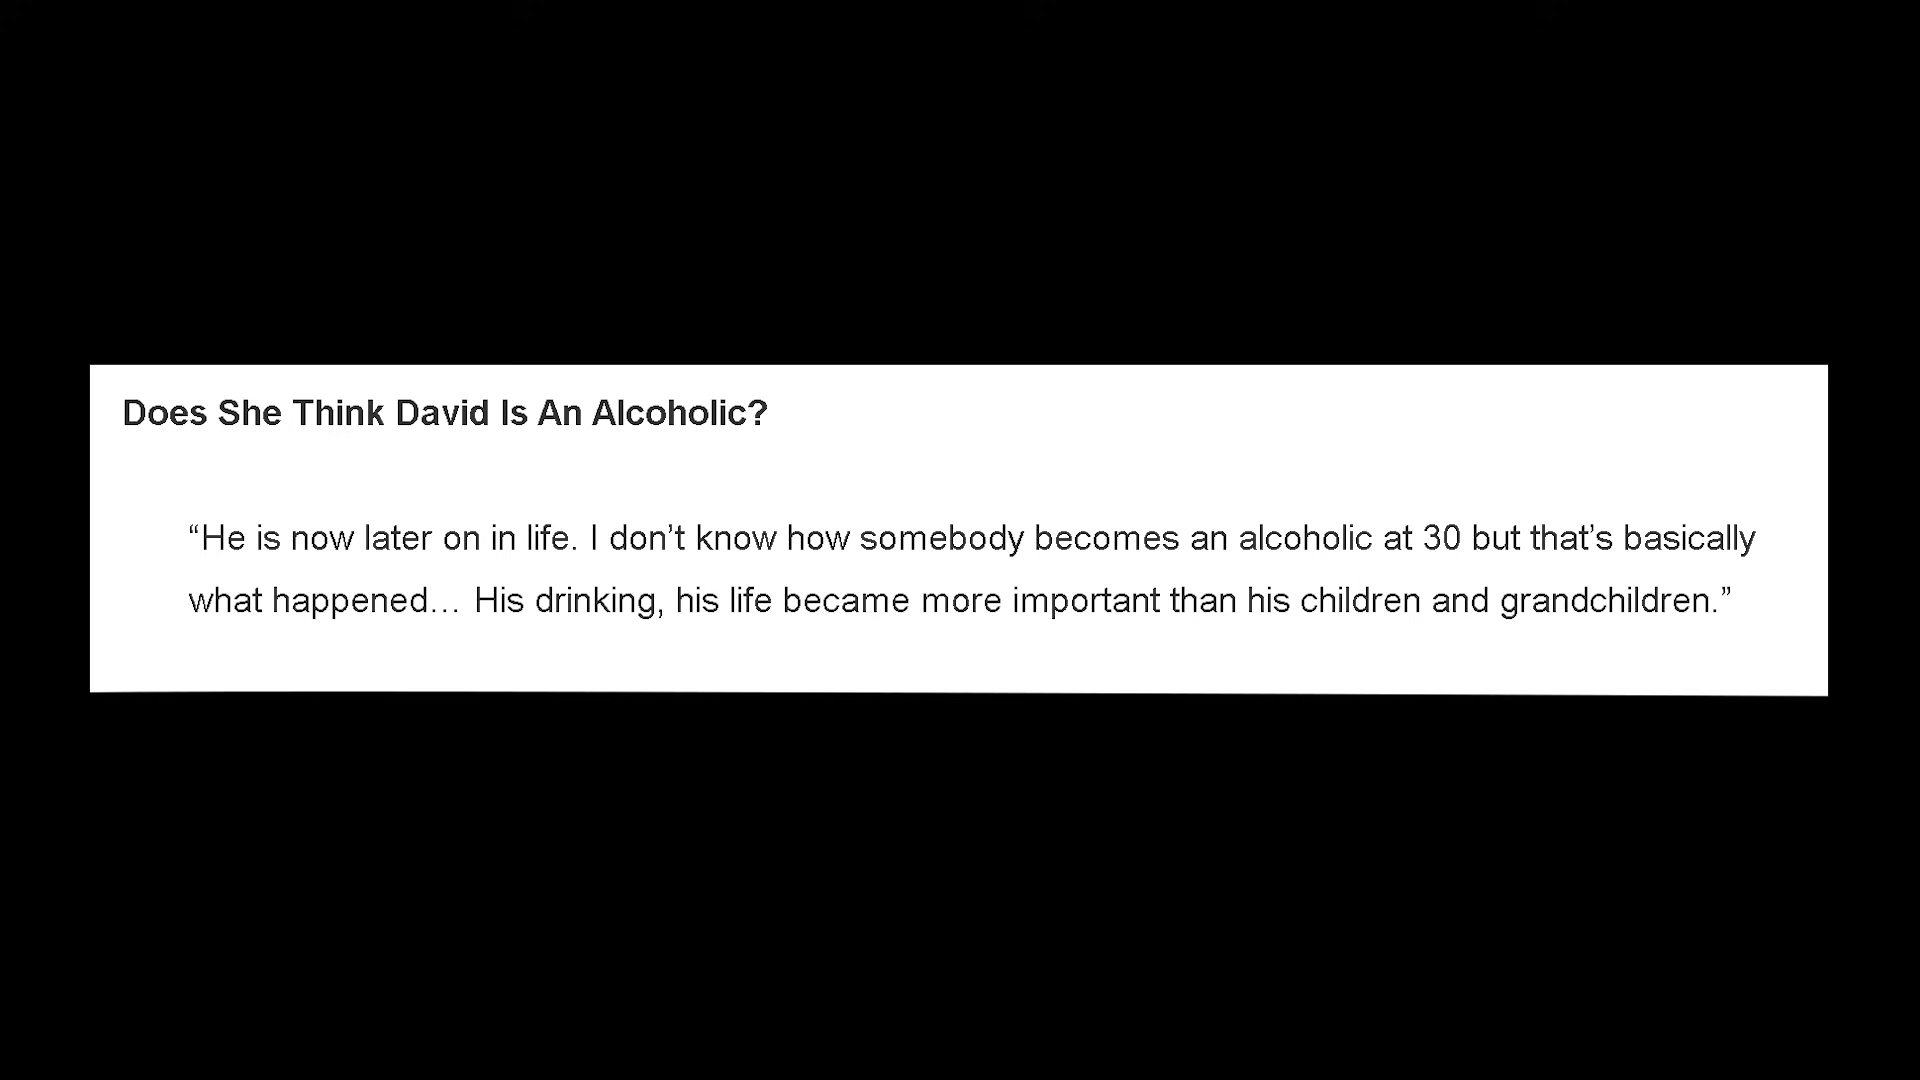 Does She Think David Is An Alcoholic?
“He is now later on in life. I don’t know how somebody becomes an alcoholic at 30 but that’s basically
what happened… His drinking, his life became more important than his children and grandchildren.”